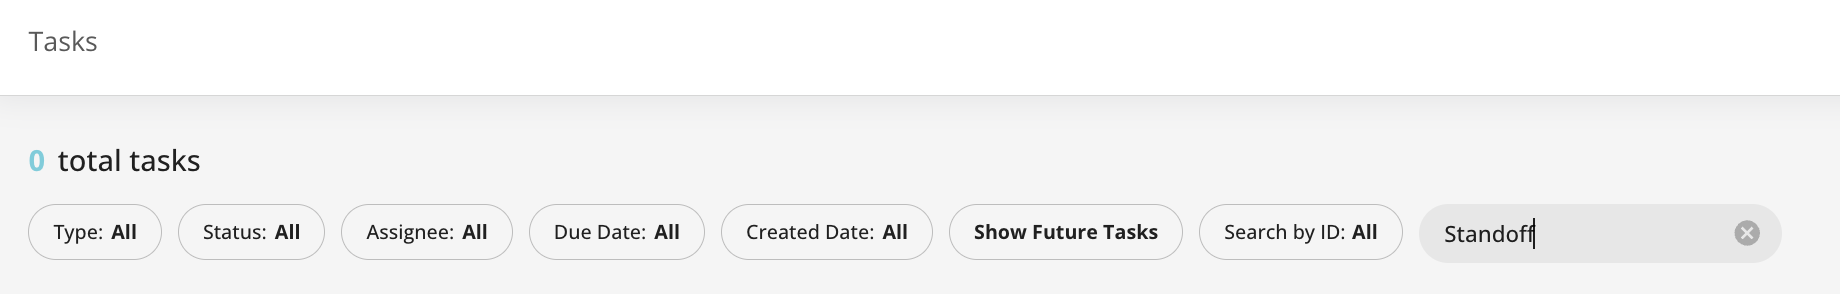 Tasks
0 total tasks
Type: All Status: All Assignee: All Due Date: All Created Date: All Show Future Tasks Search by ID: All Standoff